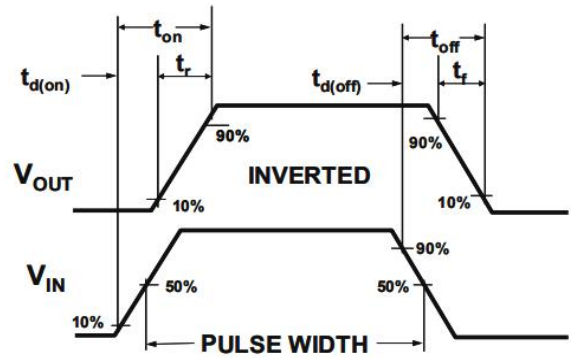 ton
toff
td(on)
tr
td(off)
tf
90%
90%
VOUT
INVERTED
10%
10%
VIN
90%
50%
50%
10%
PULSE WIDTH